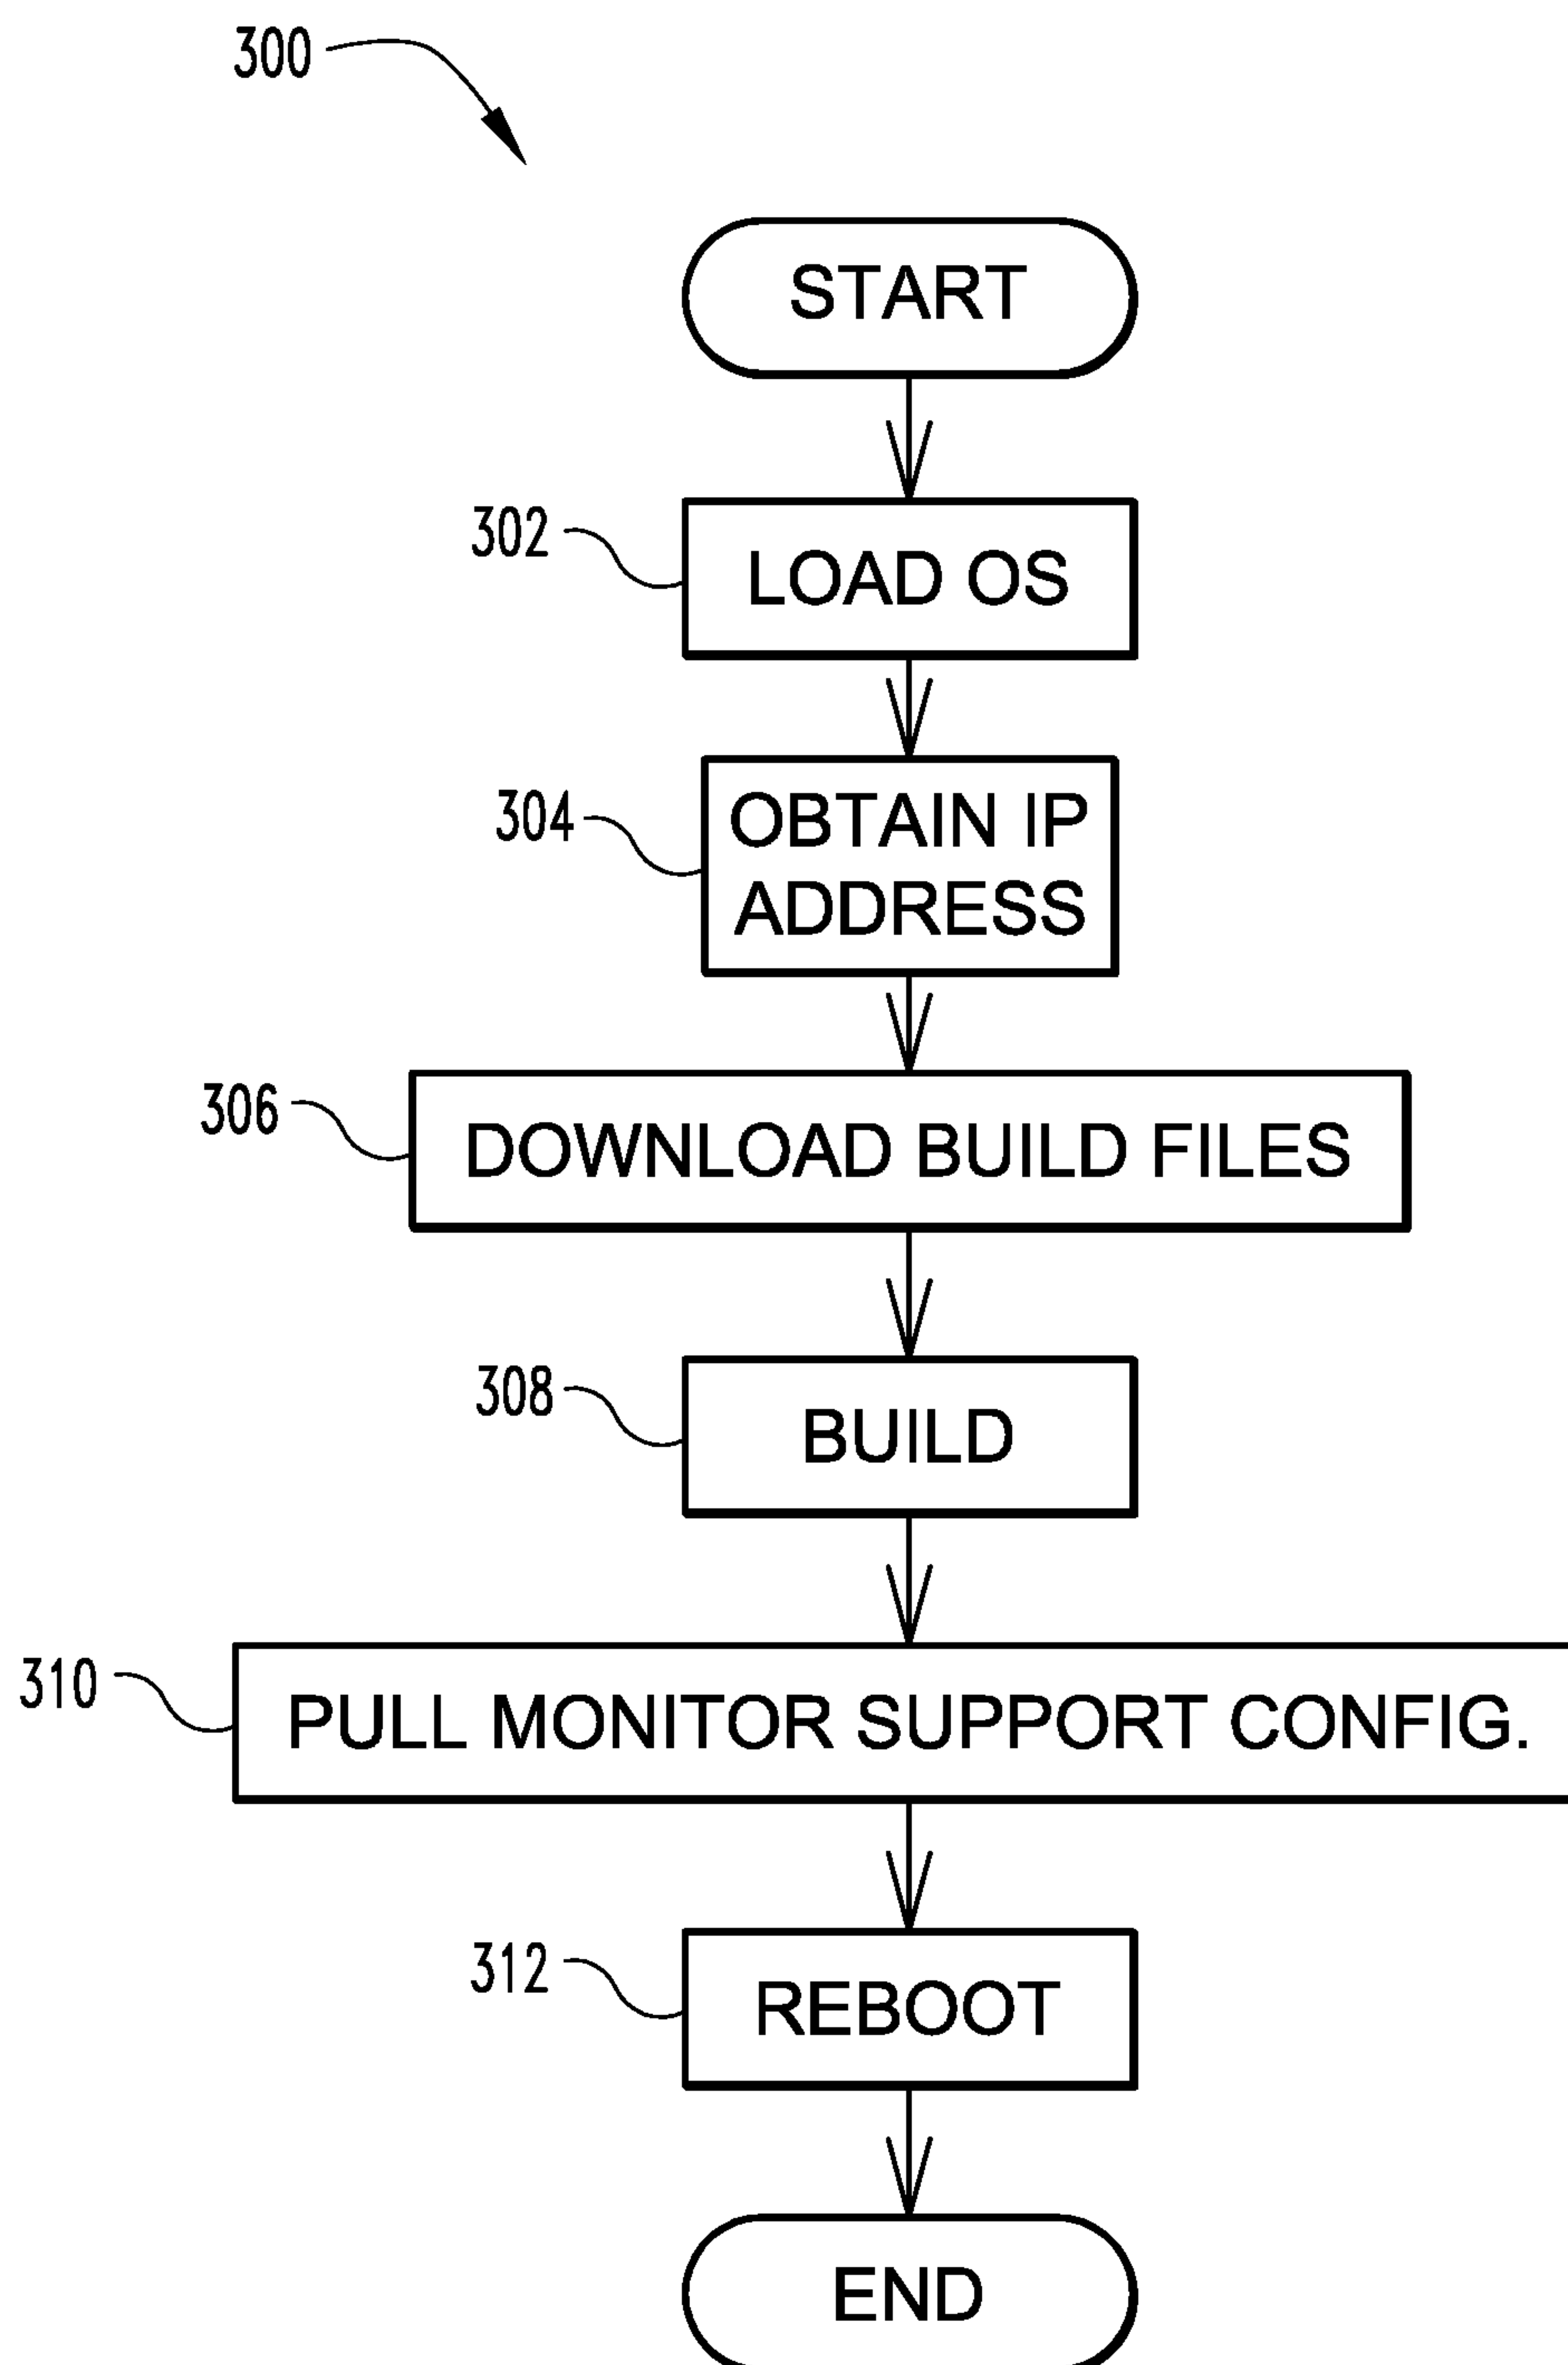 300
START
302
LOAD OS
304
OBTAIN IP
ADDRESS
306
DOWNLOAD BUILD FILES
308
BUILD
310
PULL MONITOR SUPPORT CONFIG.
312
REBOOT
END